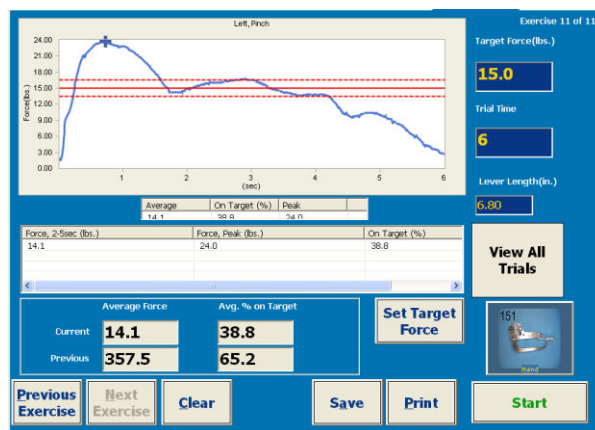 Left, Pinch
Exercise 11 of 11
Target Force(lbs.)
15.0
Trial Time
6
Lever Length(in.)
6.80
View All
Trials
24.00
21.00
18.00
15.00
12.00
9.00
6.00
3.00
0.00
Force(lbs.)
1 2 3 4 5 6
(sec)
Average On Target (%) Peak
14.1 38.8 24.0
Force, 2-5sec (lbs.) Force, Peak (lbs.) On Target (%)
14.1 24.0 38.8
Average Force Avg. % on Target
Current 14.1 38.8
Previous 357.5 65.2
Set Target
Force
151
Hand
Previous
Exercise
Next
Exercise
Clear
Save
Print
Start